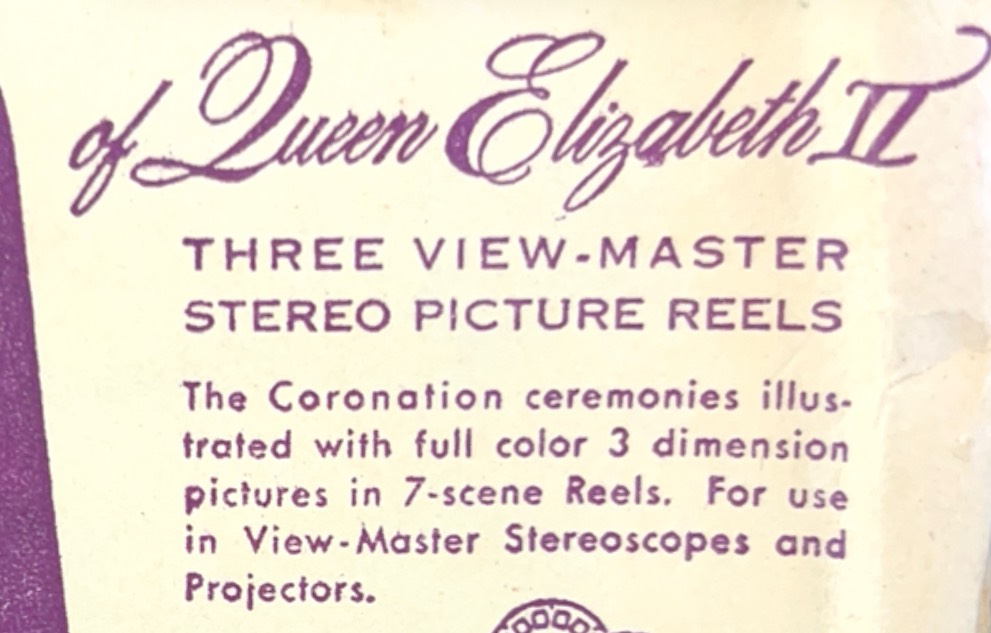 of Queen Elizabeth II
THREE VIEW-MASTER
STEREO PICTURE REELS
The Coronation ceremonies illus-
trated with full color 3 dimension
pictures in 7-scene Reels. For use
in View-Master Stereoscopes and
Projectors.